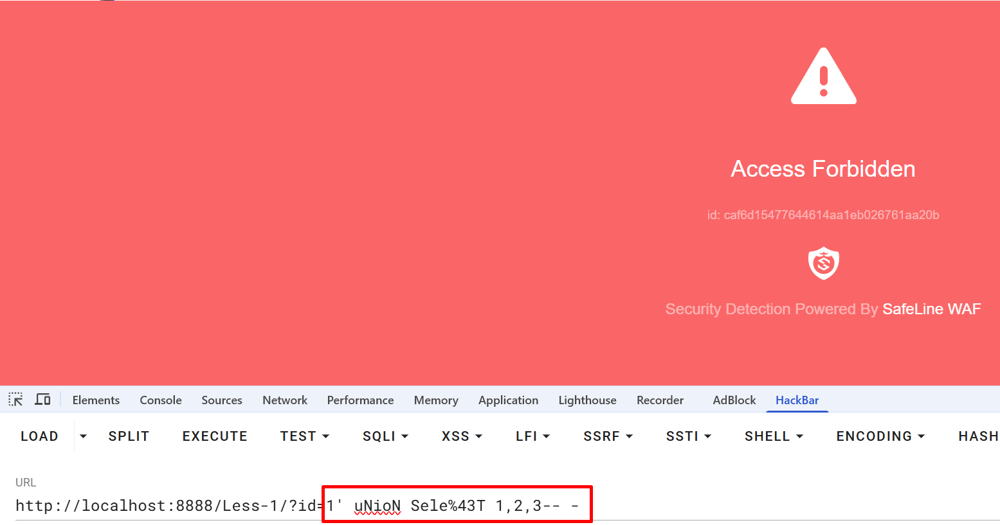 Access Forbidden
id: caf6d15477644614aa1eb026761aa20b
Security Detection Powered By SafeLine WAF
Elements Console Sources Network Performance Memory Application Lighthouse Recorder AdBlock HackBar
LOAD SPLIT EXECUTE TEST SQLI XSS LFI SSRF SSTI SHELL ENCODING HASH
URL
http://localhost:8888/Less-1/?id=1' uNioN Sele%43T 1,2,3-- -